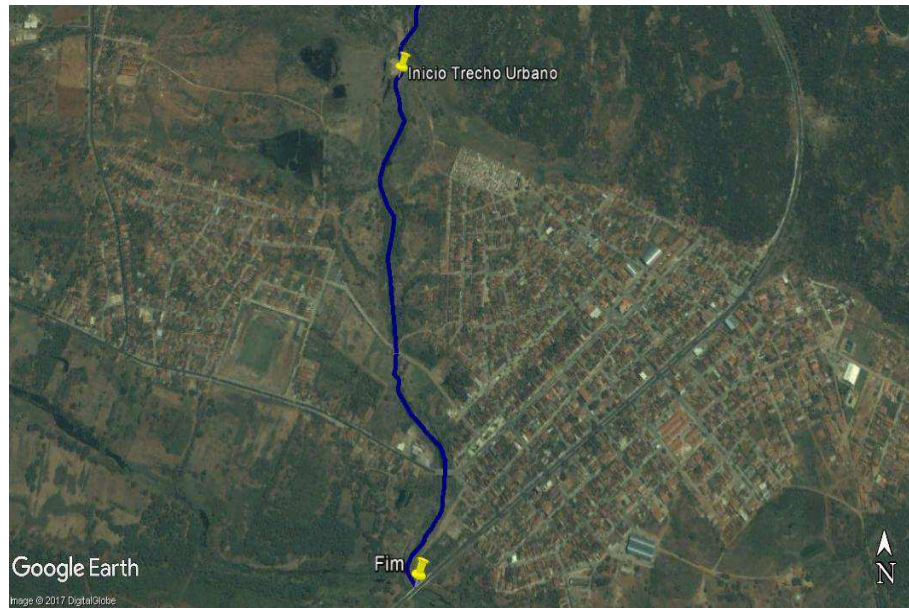 Inicio Trecho Urbano
Fim
Google Earth
Image © 2017 DigitalGlobe
N